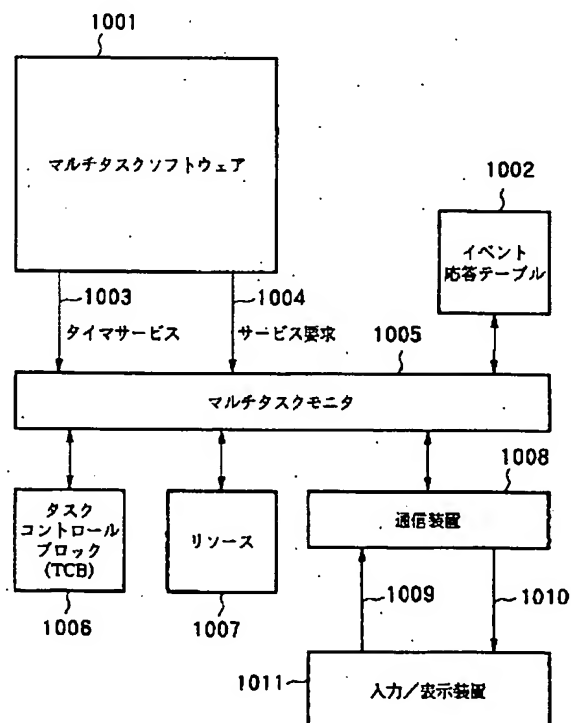 1001
マルチタスクソフトウェア
1002
イベント
応答テーブル
1003
タイマサービス
1004
サービス要求
1005
マルチタスクモニタ
タスク
コントロール
ブロック
(TCB)
1006
リソース
1007
1008
通信装置
1009
1010
1011
入力/表示装置